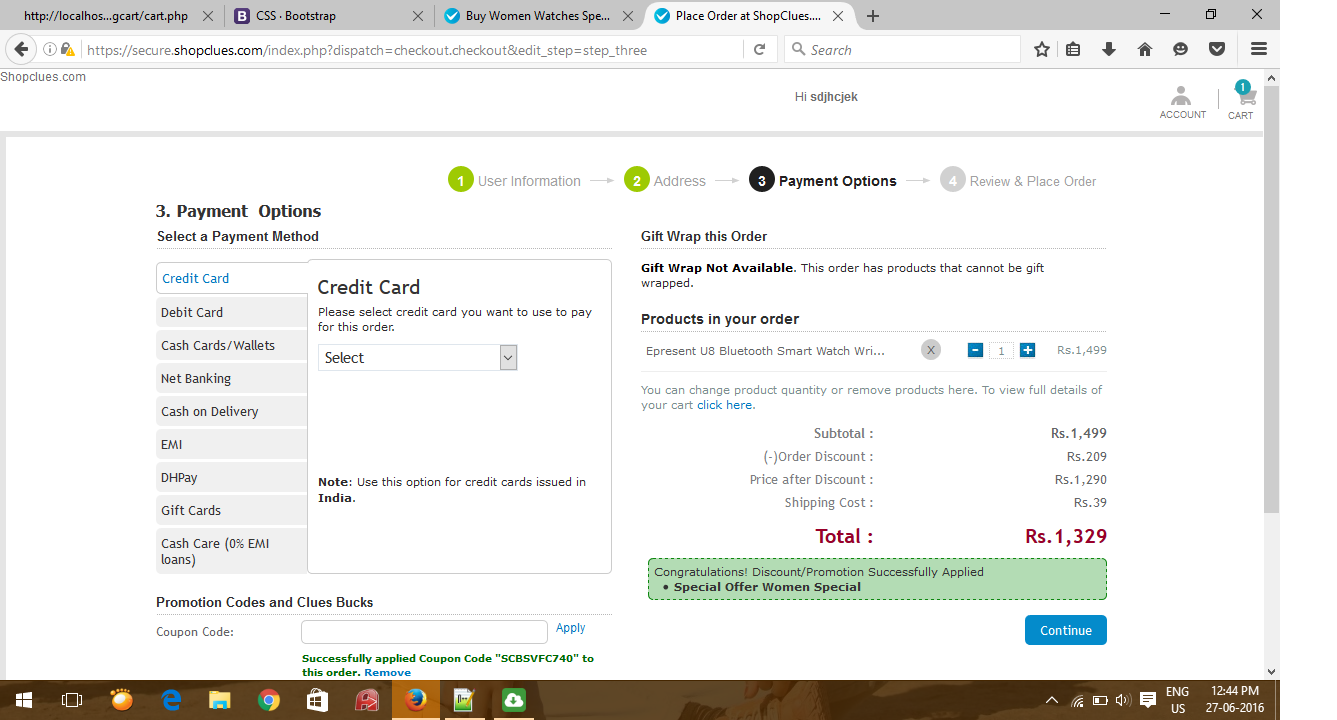 http://localhos...gcart/cart.php
B CSS · Bootstrap
Buy Women Watches Spe...
Place Order at ShopClues....
https://secure.shopclues.com/index.php?dispatch=checkout.checkout&edit_step=step_three
Search
Shopclues.com
Hi sdjhcjek
ACCOUNT
1
CART
1 User Information
2 Address
3 Payment Options
4 Review & Place Order
3. Payment Options
Select a Payment Method
Credit Card
Debit Card
Cash Cards/Wallets
Net Banking
Cash on Delivery
EMI
DHPay
Gift Cards
Cash Care (0% EMI
loans)
Credit Card
Please select credit card you want to use to pay
for this order.
Select
Note: Use this option for credit cards issued in
India.
Promotion Codes and Clues Bucks
Coupon Code:
Apply
Successfully applied Coupon Code "SCBSVFC740" to
this order. Remove
Gift Wrap this Order
Gift Wrap Not Available. This order has products that cannot be gift
wrapped.
Products in your order
Epresent U8 Bluetooth Smart Watch Wri... X - 1 + Rs.1,499
You can change product quantity or remove products here. To view full details of
your cart click here.
Subtotal : Rs.1,499
(-)Order Discount : Rs.209
Price after Discount : Rs.1,290
Shipping Cost : Rs.39
Total : Rs.1,329
Congratulations! Discount/Promotion Successfully Applied
• Special Offer Women Special
Continue
ENG
US
12:44 PM
27-06-2016